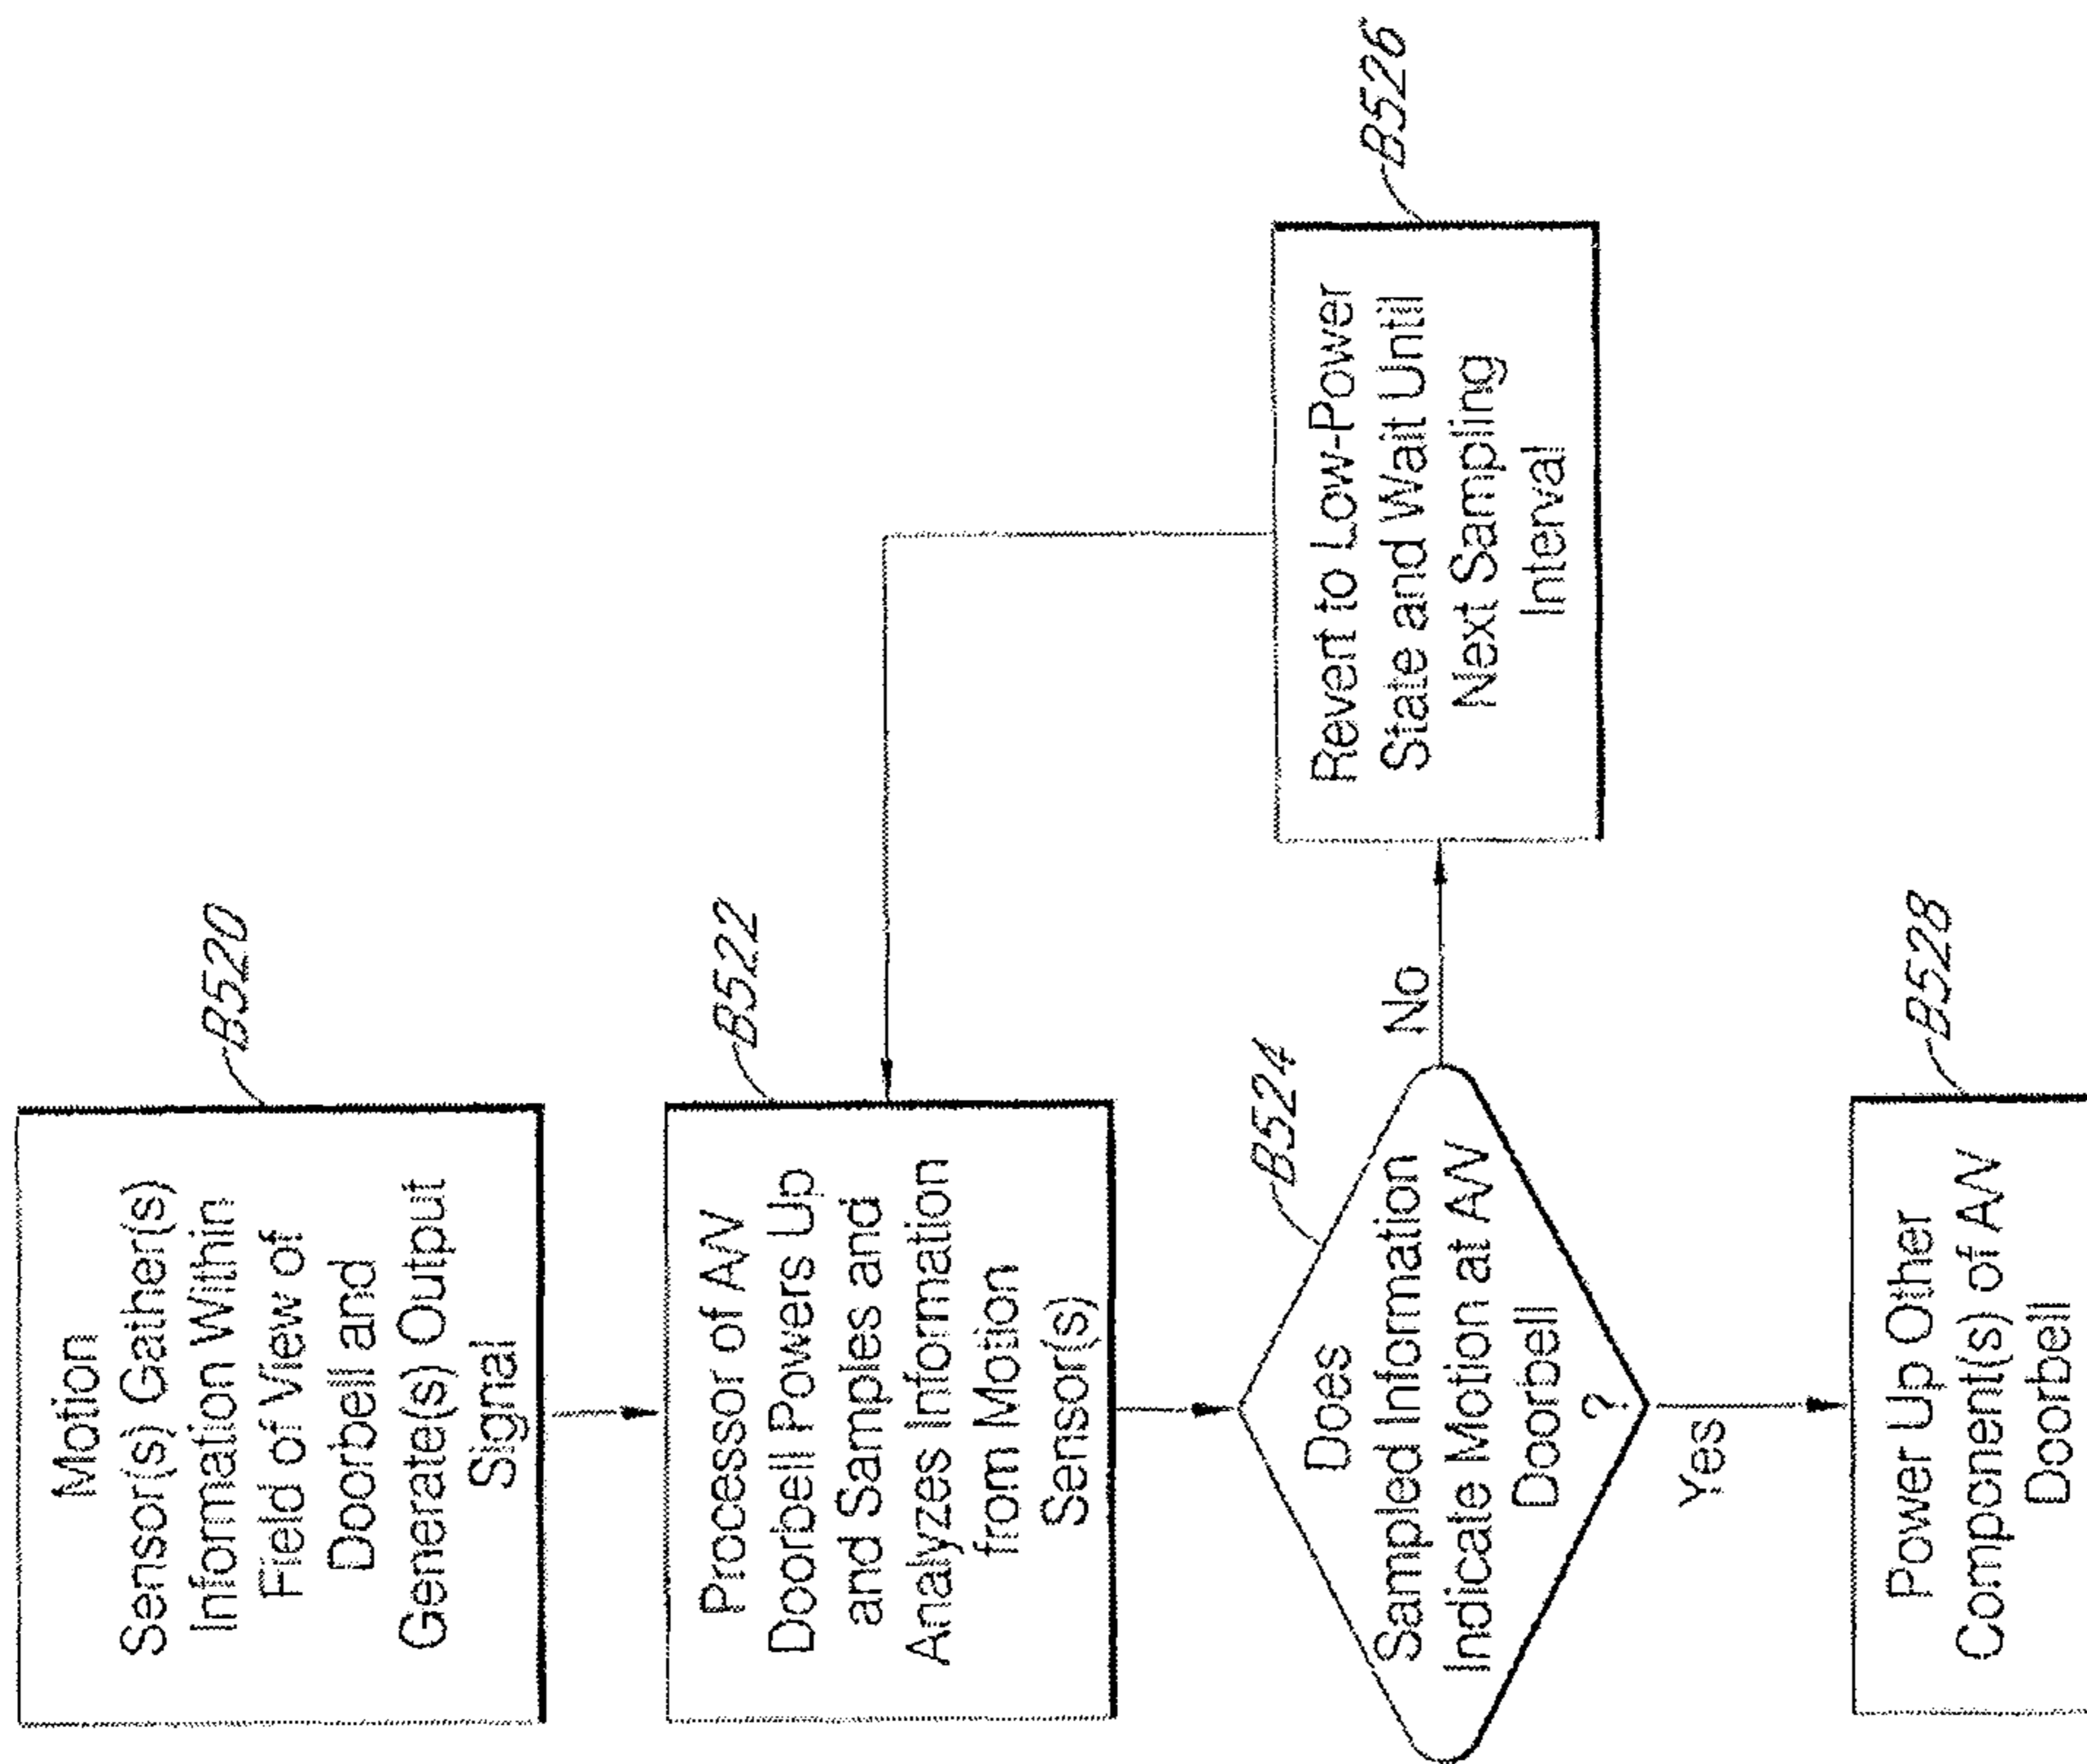 Motion
Sensor(s) Gather(s)
Information Within
Field of View of
Doorbell and
Generate(s) Output
Signal
B520
Processor of A/V
Doorbell Powers Up
and Samples and
Analyzes Information
from Motion
Sensor(s)
B522
Does
Sampled Information
Indicate Motion at A/V
Doorbell
?
B524
No
Revert to Low-Power
State and Wait Until
Next Sampling
Interval
B526
Yes
Power Up Other
Component(s) of A/V
Doorbell
B528